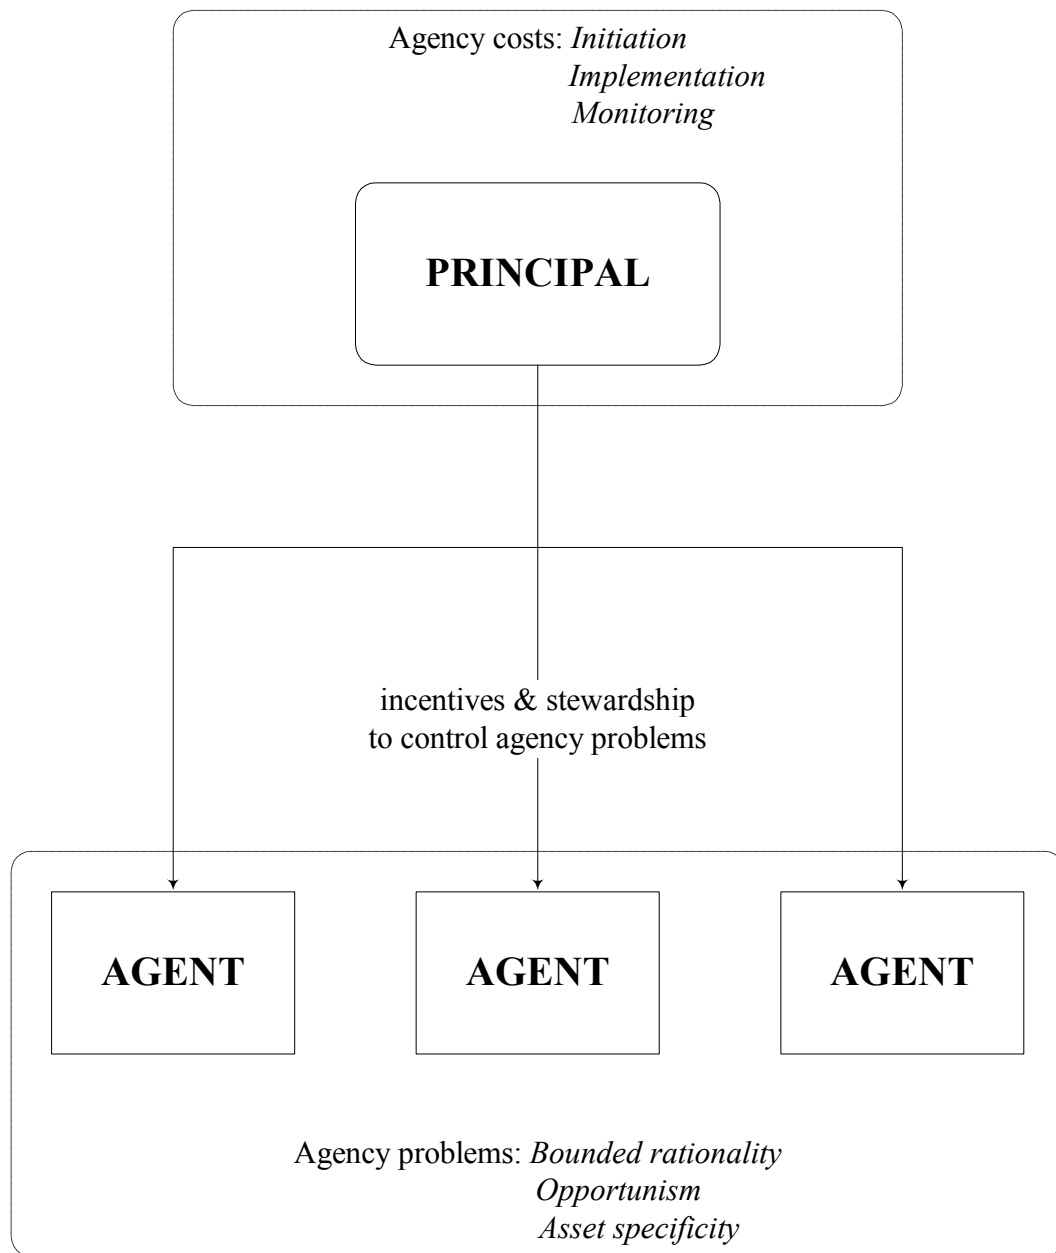 Agency costs: Initiation
Implementation
Monitoring
PRINCIPAL
incentives & stewardship
to control agency problems
AGENT
AGENT
AGENT
Agency problems: Bounded rationality
Opportunism
Asset specificity